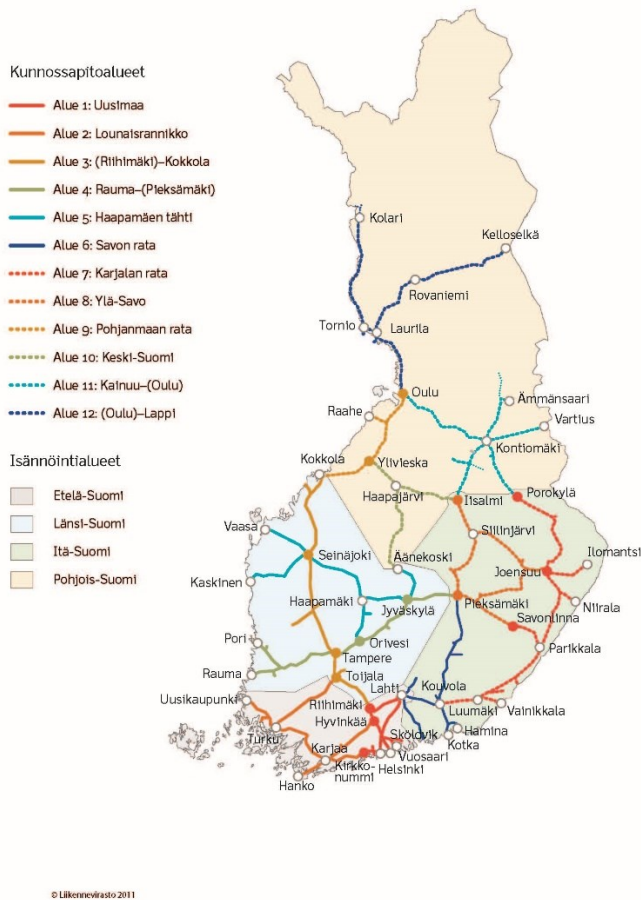 Kunnossapitoalueet
Alue 1: Uusimaa
Alue 2: Lounaisrannikko
Alue 3: (Riihimäki)–Kokkola
Alue 4: Rauma–(Pieksämäki)
Alue 5: Haapamäen tähti
Alue 6: Savon rata
Alue 7: Karjalan rata
Alue 8: Ylä-Savo
Alue 9: Pohjanmaan rata
Alue 10: Keski-Suomi
Alue 11: Kainuu–(Oulu)
Alue 12: (Oulu)–Lappi
Isännöintialueet
Etelä-Suomi
Länsi-Suomi
Itä-Suomi
Pohjois-Suomi
Kolari
Kelloselkä
Rovaniemi
Tornio
Laurila
Oulu
Ämmänsaari
Raahe
Vartius
Kontiomäki
Kokkola
Ylivieska
Haapajärvi
Iisalmi
Porokylä
Vaasa
Siilinjärvi
Seinäjoki
Äänekoski
Ilomantsi
Joensuu
Kaskinen
Haapamäki
Jyväskylä
Pieksämäki
Niirala
Savonlinna
Pori
Orivesi
Parikkala
Rauma
Tampere
Toijala
Lahti
Kouvola
Uusikaupunki
Riihimäki
Luumäki
Vainikkala
Hyvinkää
Hamina
Turku
Sköldvik
Kotka
Karjaa
Vuosaari
Kirkko-
nummi
Helsinki
Hanko
© Liikennevirasto 2011